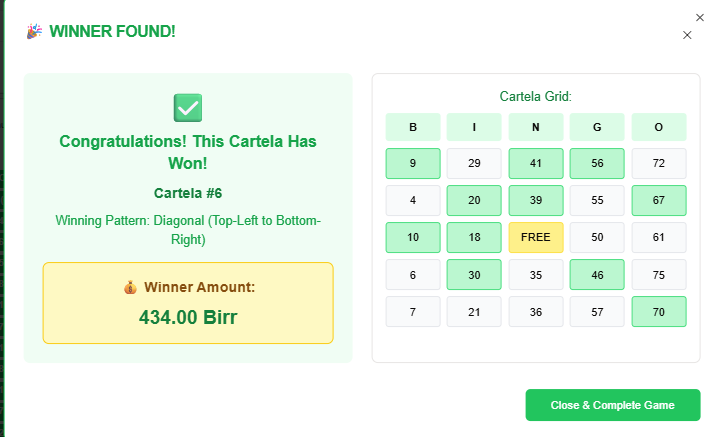 WINNER FOUND!
Congratulations! This Cartela Has
Won!
Cartela #6
Winning Pattern: Diagonal (Top-Left to Bottom-
Right)
Winner Amount:
434.00 Birr
Cartela Grid:
B I N G O
9 29 41 56 72
4 20 39 55 67
10 18 FREE 50 61
6 30 35 46 75
7 21 36 57 70
Close & Complete Game